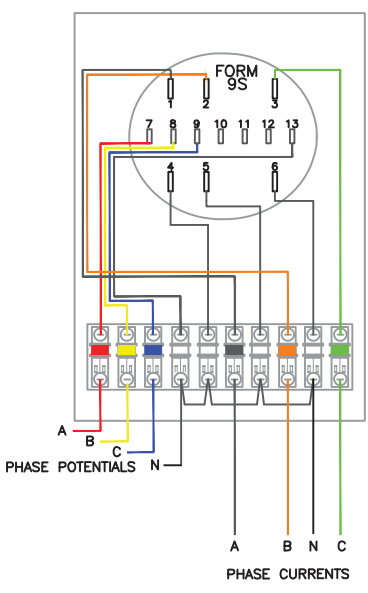 FORM
9S
1 2 3
7 8 9 10 11 12 13
4 5 6
A
B
C
PHASE POTENTIALS N
A B N C
PHASE CURRENTS